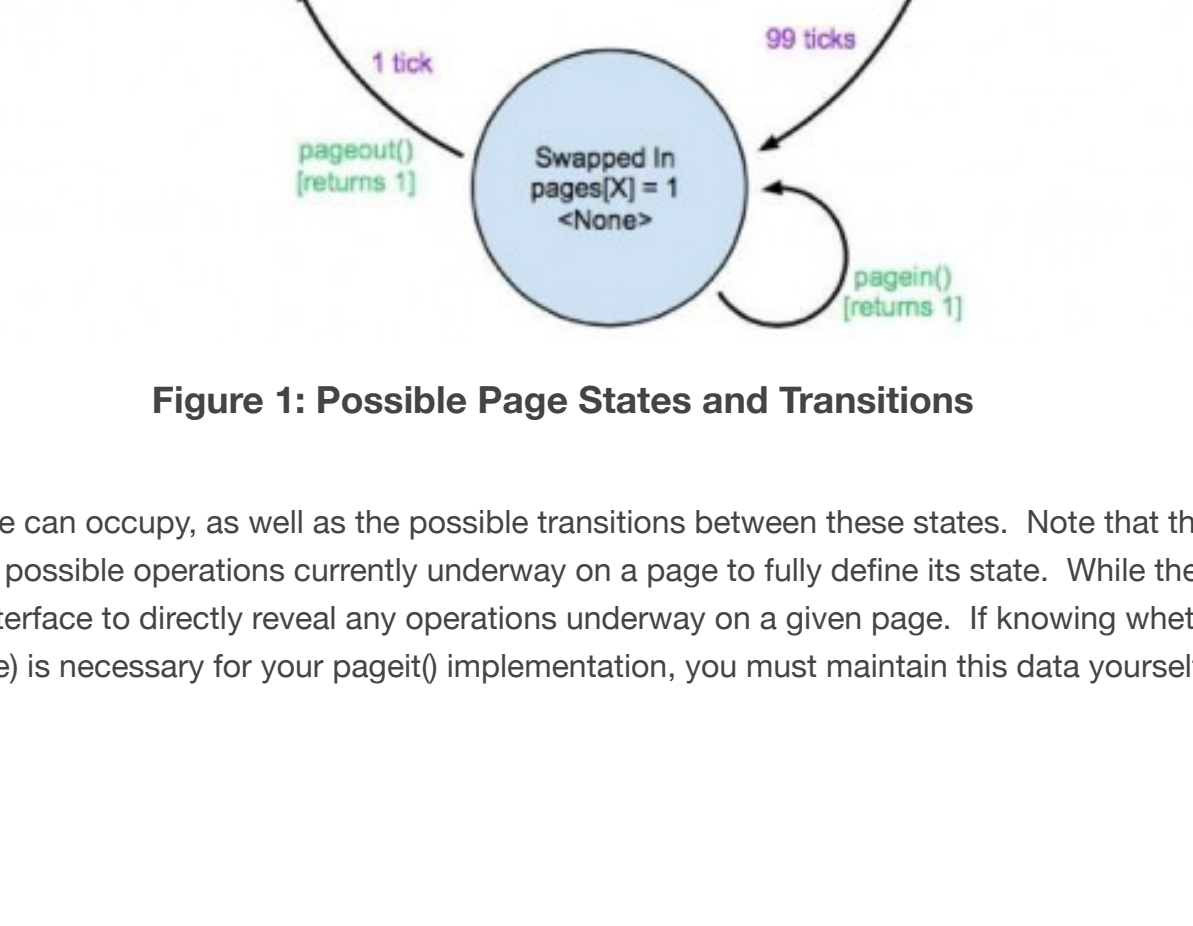 99 ticks
1 tick
pageout()
[returns 1]
Swapped In
pages[X] = 1
<None>
pagein()
[returns 1]
Figure 1: Possible Page States and Transitions
e can occupy, as well as the possible transitions between these states. Note that th
possible operations currently underway on a page to fully define its state. While the
terface to directly reveal any operations underway on a given page. If knowing whet
e) is necessary for your pageit() implementation, you must maintain this data yourself